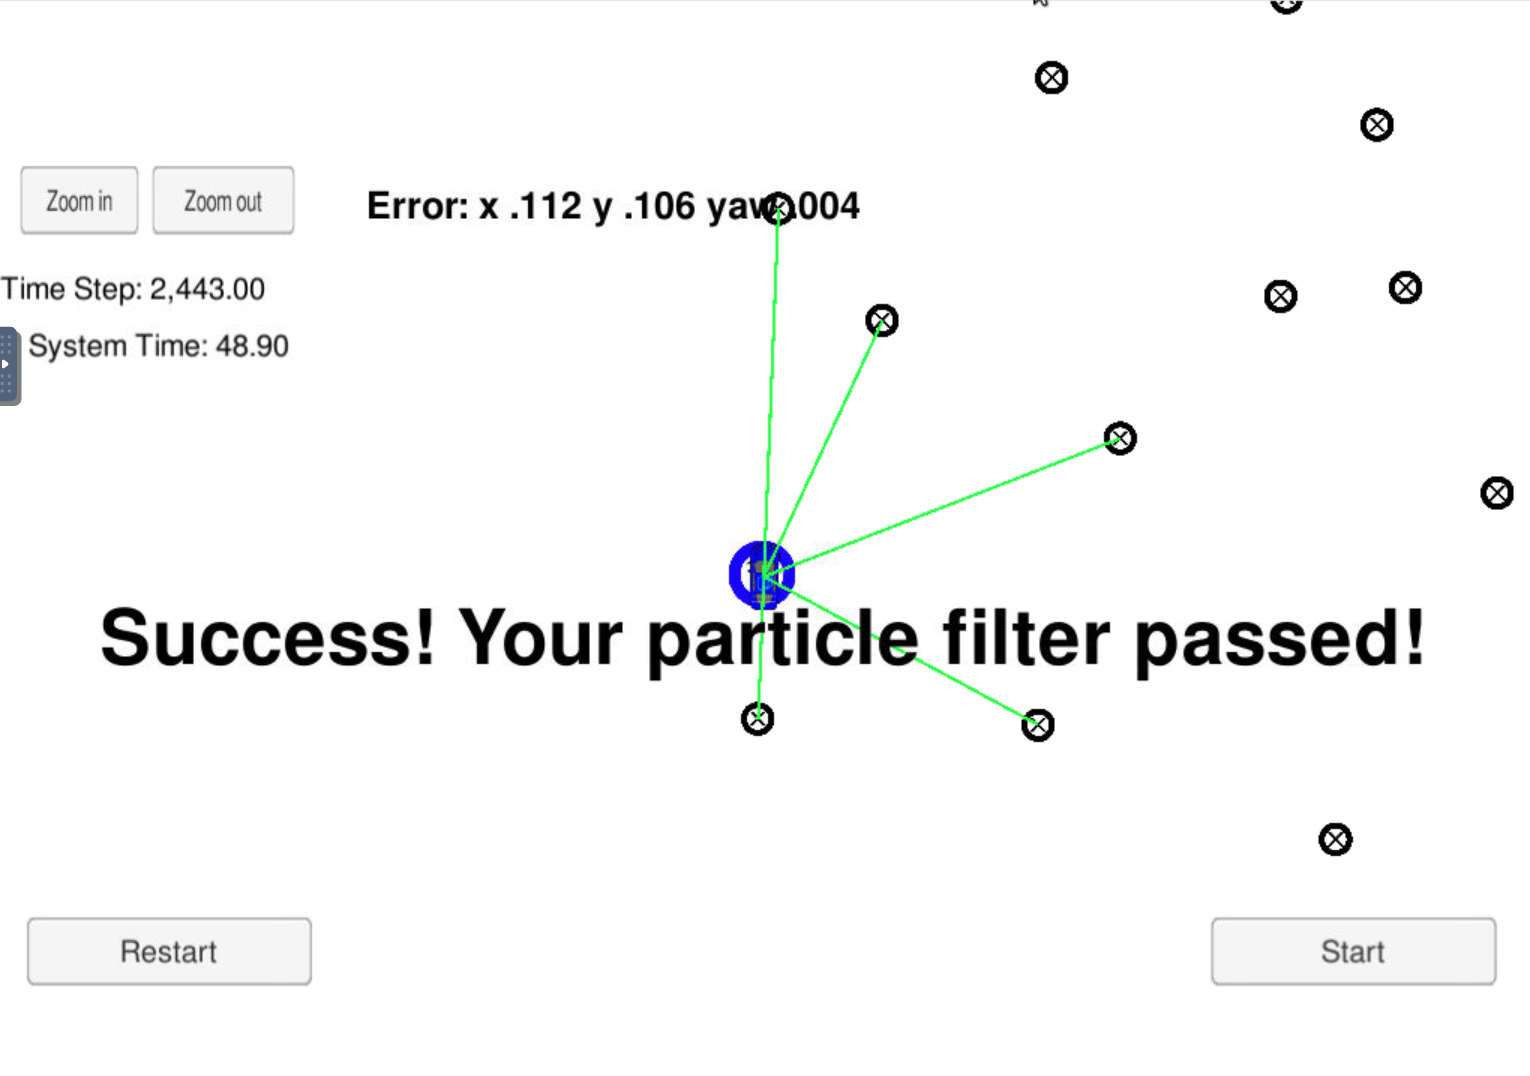 Zoom in
Zoom out
Error: x .112 y .106 yaw .004
Time Step: 2,443.00
System Time: 48.90
Success! Your particle filter passed!
Restart
Start